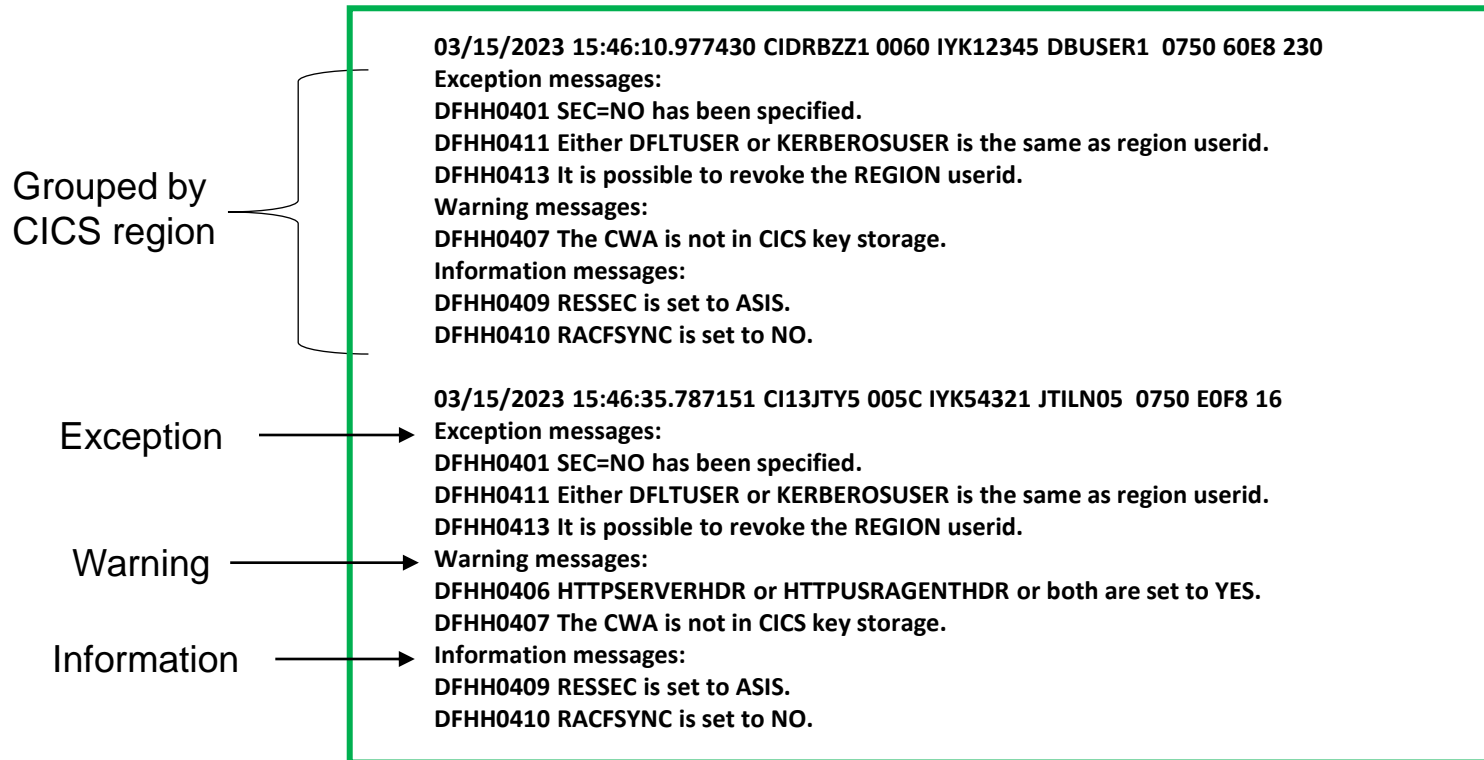 03/15/2023 15:46:10.977430 CIDRBZZ1 0060 IYK12345 DBUSER1 0750 60E8 230
Exception messages:
DFHH0401 SEC=NO has been specified.
DFHH0411 Either DFLTUSER or KERBEROSUSER is the same as region userid.
DFHH0413 It is possible to revoke the REGION userid.
Warning messages:
DFHH0407 The CWA is not in CICS key storage.
Information messages:
DFHH0409 RESSEC is set to ASIS.
DFHH0410 RACFSYNC is set to NO.
Grouped by
CICS region
03/15/2023 15:46:35.787151 CI13JTY5 005C IYK54321 JTILN05 0750 E0F8 16
Exception
Exception messages:
DFHH0401 SEC=NO has been specified.
DFHH0411 Either DFLTUSER or KERBEROSUSER is the same as region userid.
DFHH0413 It is possible to revoke the REGION userid.
Warning
Warning messages:
DFHH0406 HTTPSERVERHDR or HTTPUSRAGENTHDR or both are set to YES.
DFHH0407 The CWA is not in CICS key storage.
Information
Information messages:
DFHH0409 RESSEC is set to ASIS.
DFHH0410 RACFSYNC is set to NO.